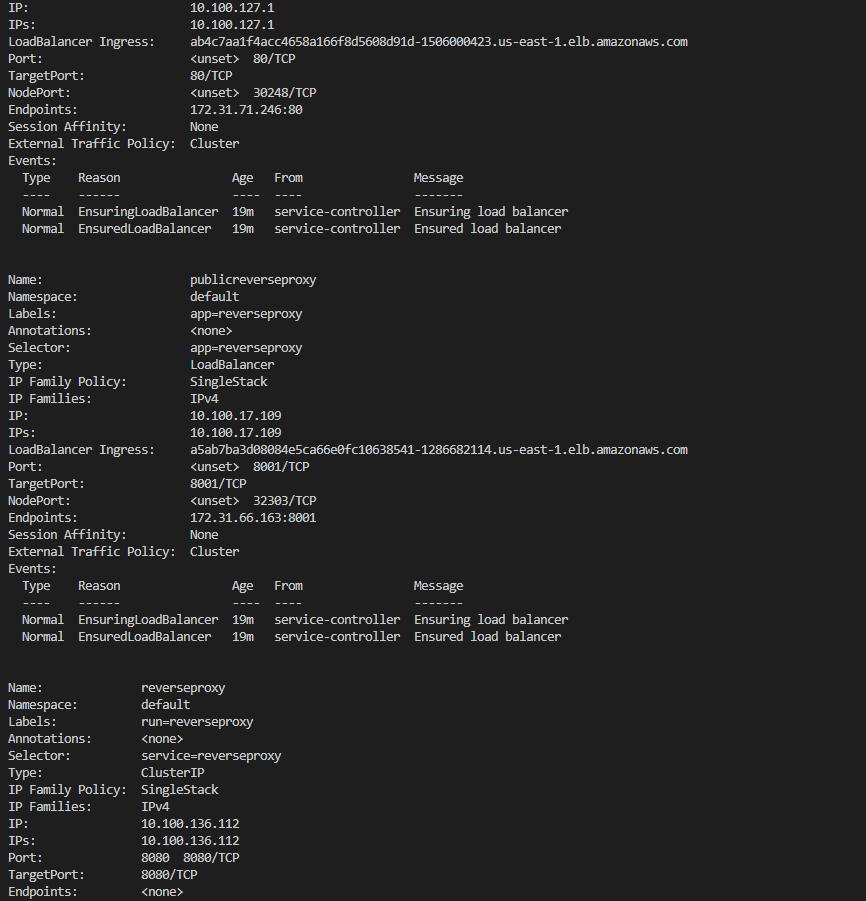 IP: 10.100.127.1
IPs: 10.100.127.1
LoadBalancer Ingress: ab4c7aa1f4acc4658a166f8d5608d91d-1506000423.us-east-1.elb.amazonaws.com
Port: <unset> 80/TCP
TargetPort: 80/TCP
NodePort: <unset> 30248/TCP
Endpoints: 172.31.71.246:80
Session Affinity: None
External Traffic Policy: Cluster
Events:
Type Reason Age From Message
---- ------ ---- ---- -------
Normal EnsuringLoadBalancer 19m service-controller Ensuring load balancer
Normal EnsuredLoadBalancer 19m service-controller Ensured load balancer
Name: publicreverseproxy
Namespace: default
Labels: app=reverseproxy
Annotations: <none>
Selector: app=reverseproxy
Type: LoadBalancer
IP Family Policy: SingleStack
IP Families: IPv4
IP: 10.100.17.109
IPs: 10.100.17.109
LoadBalancer Ingress: a5ab7ba3d08084e5ca66e0fc10638541-1286682114.us-east-1.elb.amazonaws.com
Port: <unset> 8001/TCP
TargetPort: 8001/TCP
NodePort: <unset> 32303/TCP
Endpoints: 172.31.66.163:8001
Session Affinity: None
External Traffic Policy: Cluster
Events:
Type Reason Age From Message
---- ------ ---- ---- -------
Normal EnsuringLoadBalancer 19m service-controller Ensuring load balancer
Normal EnsuredLoadBalancer 19m service-controller Ensured load balancer
Name: reverseproxy
Namespace: default
Labels: run=reverseproxy
Annotations: <none>
Selector: service=reverseproxy
Type: ClusterIP
IP Family Policy: SingleStack
IP Families: IPv4
IP: 10.100.136.112
IPs: 10.100.136.112
Port: 8080 8080/TCP
TargetPort: 8080/TCP
Endpoints: <none>